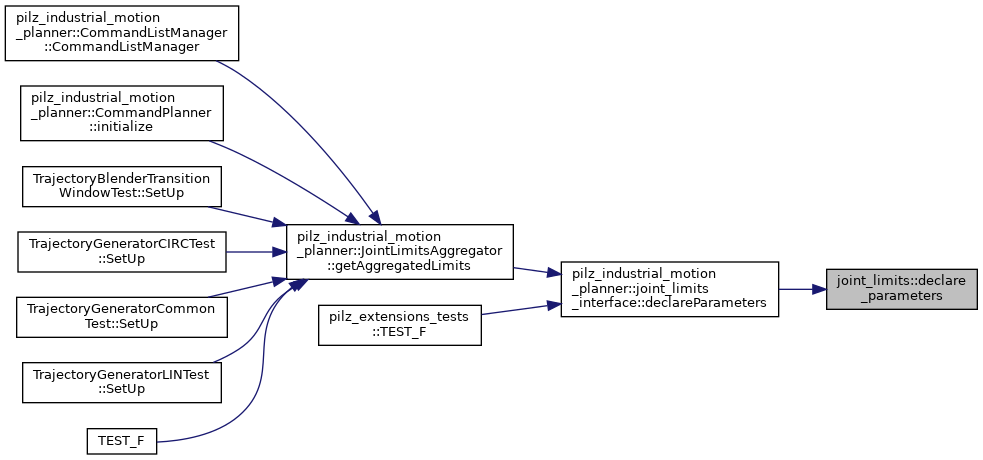 pilz_industrial_motion
_planner::CommandListManager
::CommandListManager
pilz_industrial_motion
_planner::CommandPlanner
::initialize
TrajectoryBlenderTransition
WindowTest::SetUp
TrajectoryGeneratorCIRCTest
::SetUp
TrajectoryGeneratorCommon
Test::SetUp
TrajectoryGeneratorLINTest
::SetUp
TEST_F
pilz_industrial_motion
_planner::JointLimitsAggregator
::getAggregatedLimits
pilz_extensions_tests
::TEST_F
pilz_industrial_motion
_planner::joint_limits
_interface::declareParameters
joint_limits::declare
_parameters